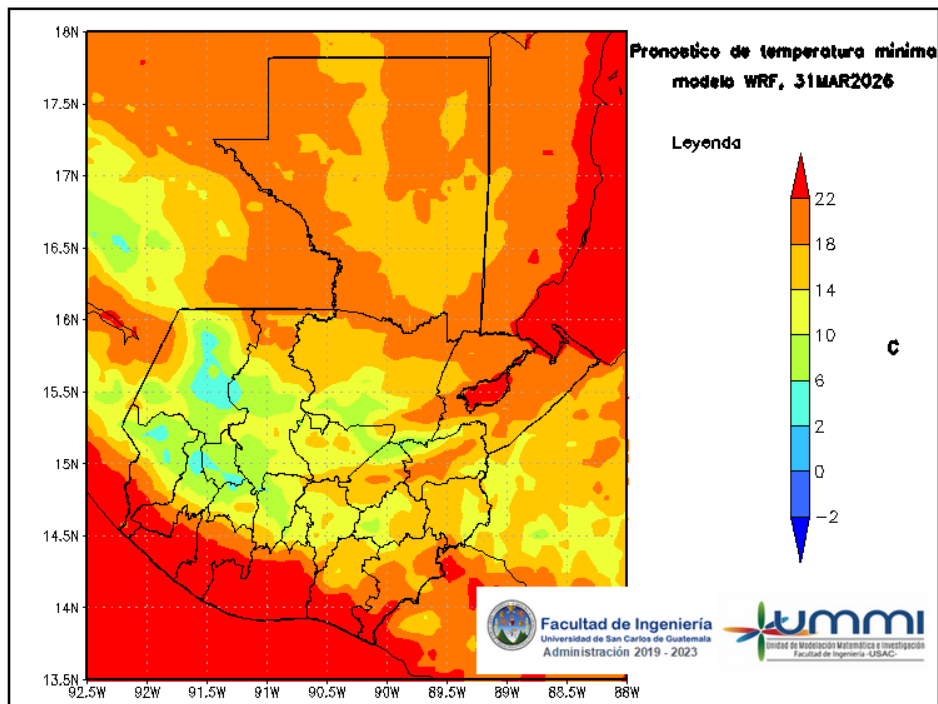 Pronostico de temperatura minima
modelo WRF, 31MAR2026
Leyenda
22
18
14
10
6
2
0
−2
C
18N
17.5N
17N
16.5N
16N
15.5N
15N
14.5N
14N
13.5N
92.5W 92W 91.5W 91W 90.5W 90W 89.5W 89W 88.5W 88W
Facultad de Ingeniería
Universidad de San Carlos de Guatemala
Administración 2019 - 2023
ummi
Unidad de Modelación Matemática e Investigación
Facultad de Ingeniería -USAC-